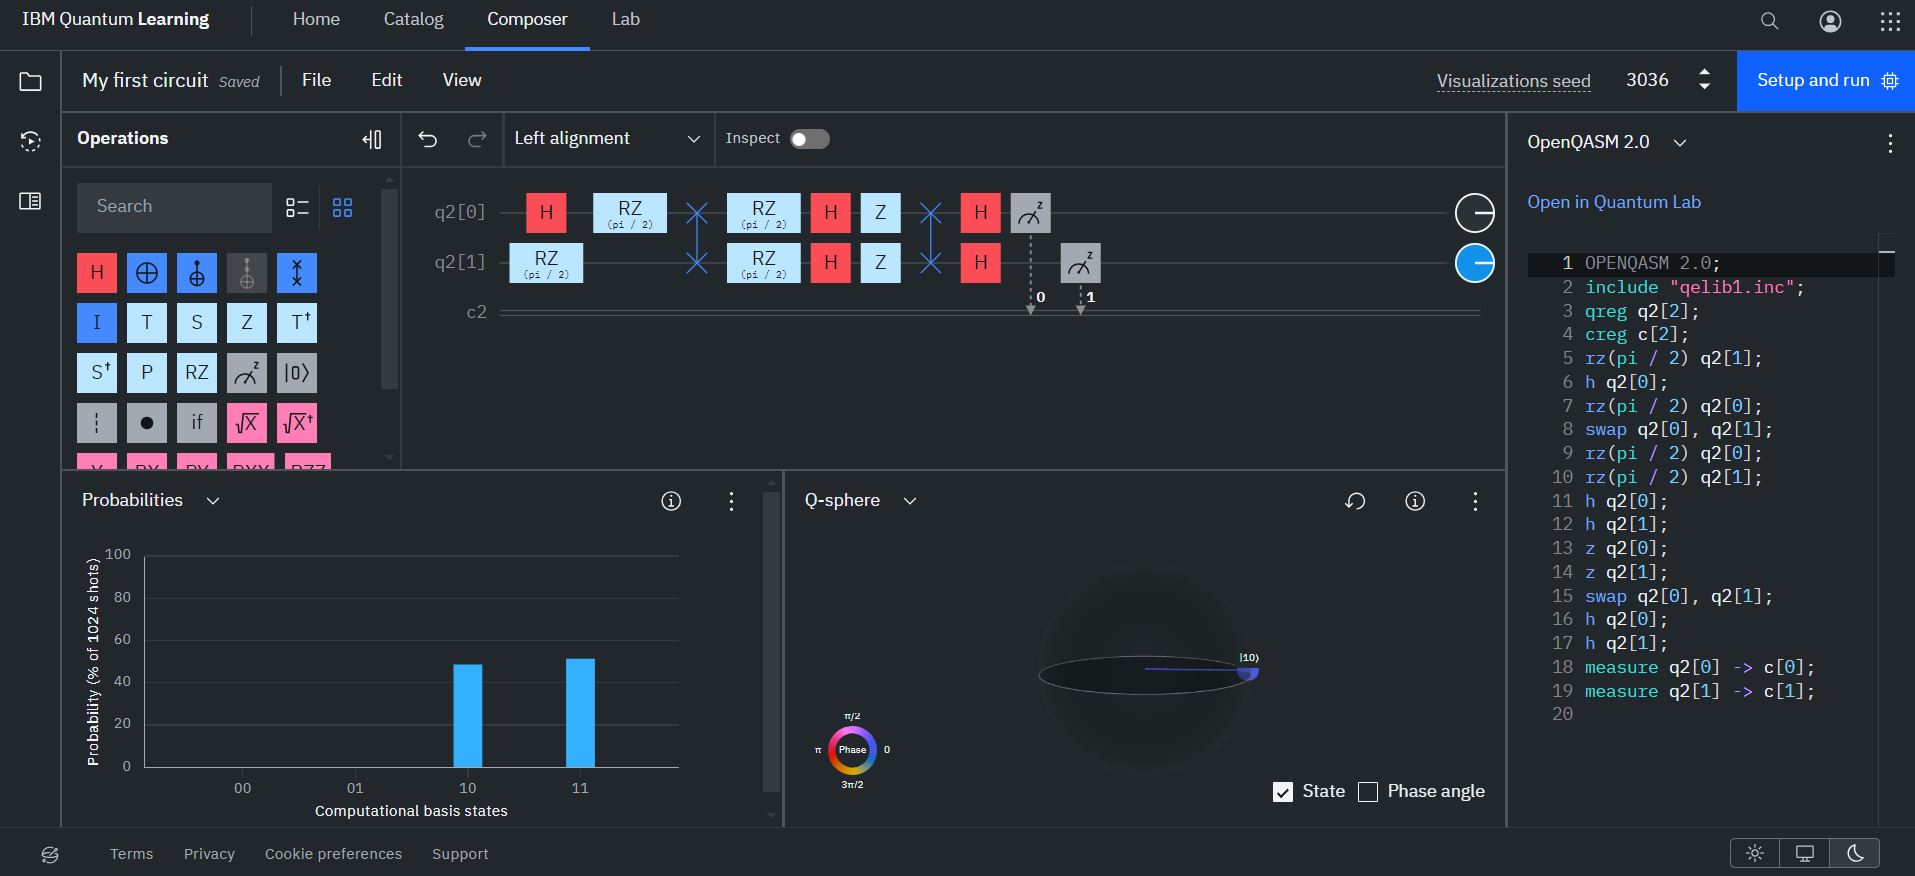 IBM Quantum Learning
Home Catalog Composer Lab
My first circuit Saved File Edit View
Visualizations seed 3036 Setup and run
Operations
Left alignment Inspect
Search
H
I T S Z T†
S† P RZ z |0⟩
if √X √X†
q2[0] H RZ (pi / 2) RZ (pi / 2) H Z H z
q2[1] RZ (pi / 2) RZ (pi / 2) H Z H z
0 1
c2
OpenQASM 2.0
Open in Quantum Lab
1 OPENQASM 2.0;
2 include "qelib1.inc";
3 qreg q2[2];
4 creg c[2];
5 rz(pi / 2) q2[1];
6 h q2[0];
7 rz(pi / 2) q2[0];
8 swap q2[0], q2[1];
9 rz(pi / 2) q2[0];
10 rz(pi / 2) q2[1];
11 h q2[0];
12 h q2[1];
13 z q2[0];
14 z q2[1];
15 swap q2[0], q2[1];
16 h q2[0];
17 h q2[1];
18 measure q2[0] -> c[0];
19 measure q2[1] -> c[1];
20
Probabilities
Probability (% of 1024 shots)
100
80
60
40
20
0
00 01 10 11
Computational basis states
Q-sphere
|10⟩
π/2
π Phase 0
3π/2
State Phase angle
Terms Privacy Cookie preferences Support